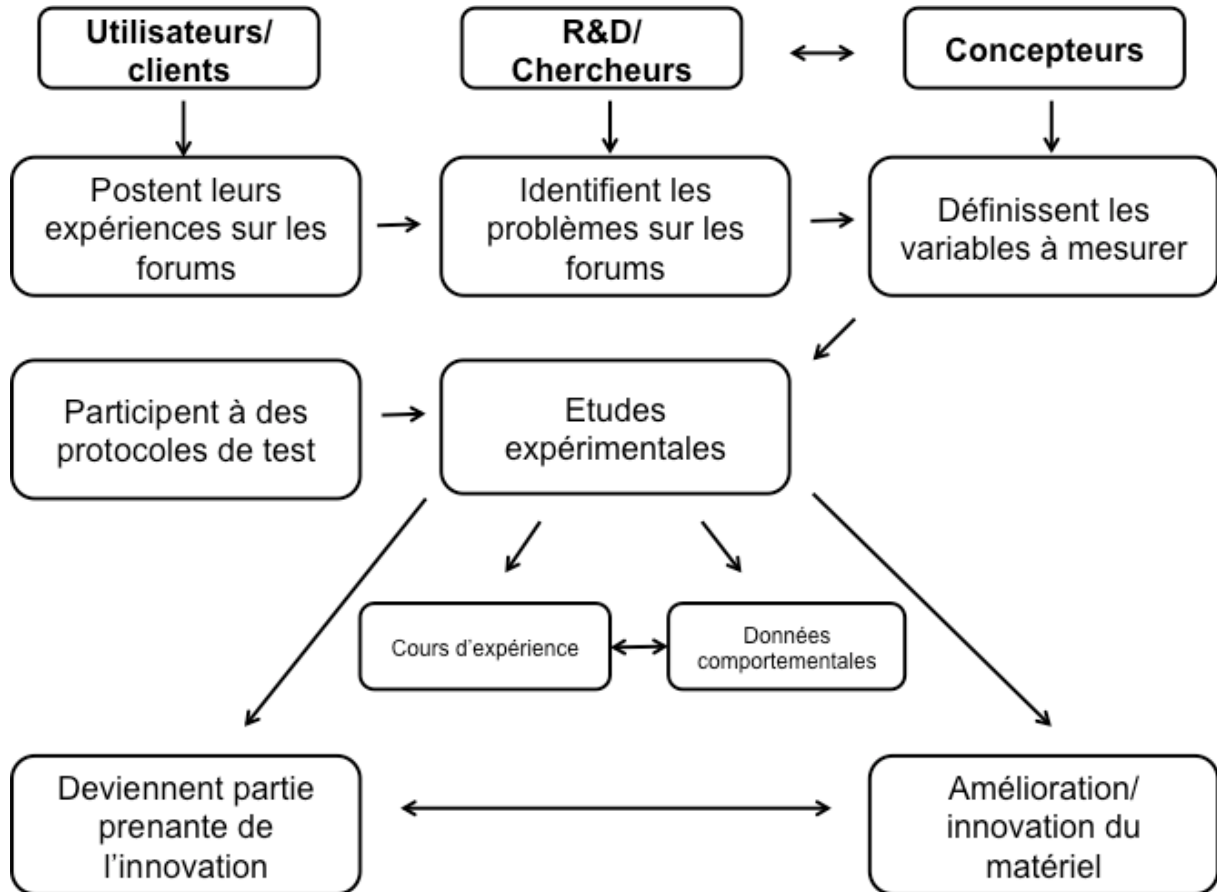 Utilisateurs/
clients
R&D/
Chercheurs
Concepteurs
Postent leurs
expériences sur les
forums
Identifient les
problèmes sur les
forums
Définissent les
variables à mesurer
Participent à des
protocoles de test
Etudes
expérimentales
Cours d’expérience
Données
comportementales
Deviennent partie
prenante de
l’innovation
Amélioration/
innovation du
matériel